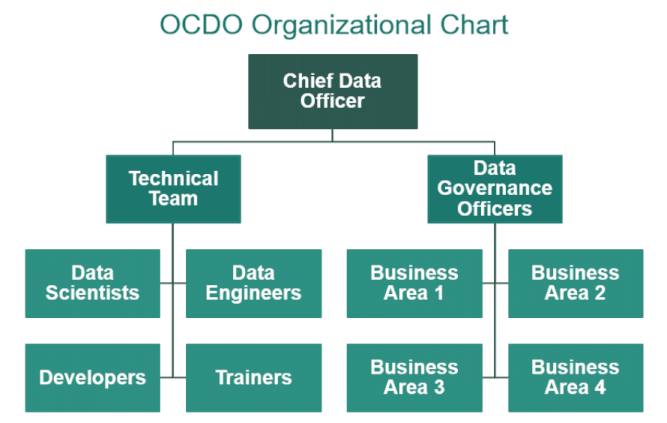 OCDO Organizational Chart
Chief Data
Officer
Technical
Team
Data
Governance
Officers
Data
Scientists
Data
Engineers
Business
Area 1
Business
Area 2
Developers
Trainers
Business
Area 3
Business
Area 4